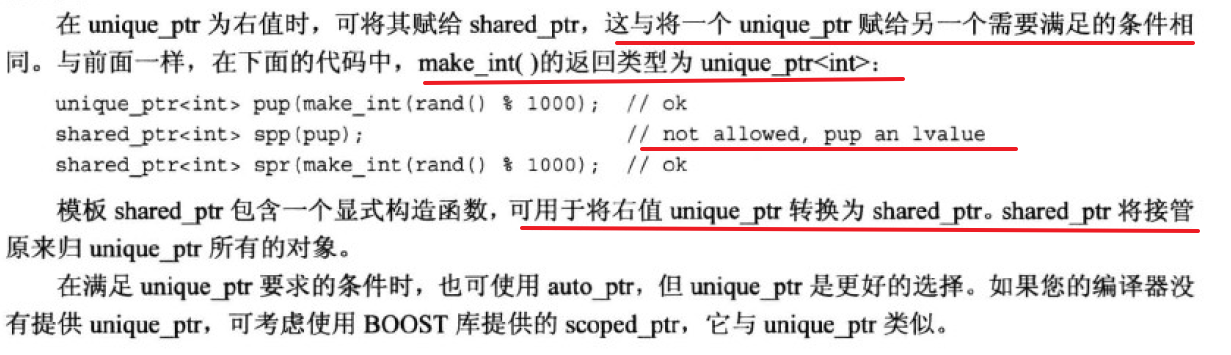 在 unique_ptr 为右值时，可将其赋给 shared_ptr，这与将一个 unique_ptr 赋给另一个需要满足的条件相
同。与前面一样，在下面的代码中，make_int( )的返回类型为 unique_ptr<int>：
unique_ptr<int> pup(make_int(rand() % 1000);  // ok
shared_ptr<int> spp(pup);                     // not allowed, pup an lvalue
shared_ptr<int> spr(make_int(rand() % 1000);  // ok
模板 shared_ptr 包含一个显式构造函数，可用于将右值 unique_ptr 转换为 shared_ptr。shared_ptr 将接管
原来归 unique_ptr 所有的对象。
在满足 unique_ptr 要求的条件时，也可使用 auto_ptr，但 unique_ptr 是更好的选择。如果您的编译器没
有提供 unique_ptr，可考虑使用 BOOST 库提供的 scoped_ptr，它与 unique_ptr 类似。